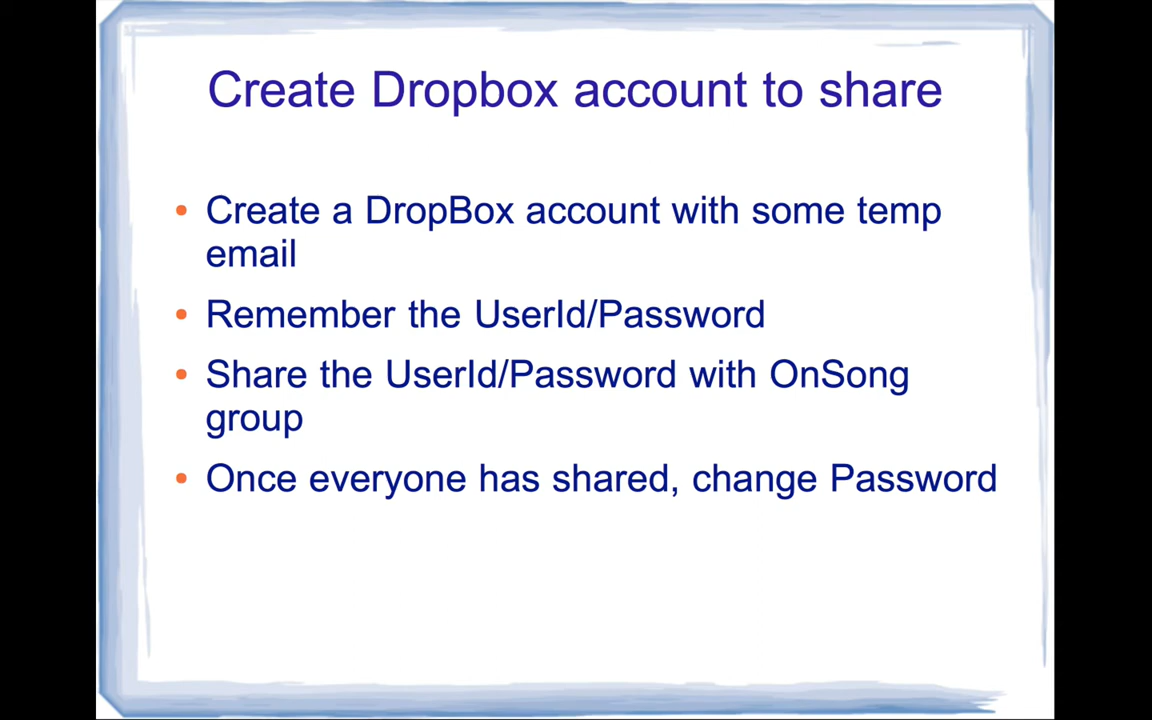 Create Dropbox account to share
• Create a DropBox account with some temp
email
• Remember the UserId/Password
• Share the UserId/Password with OnSong
group
• Once everyone has shared, change Password